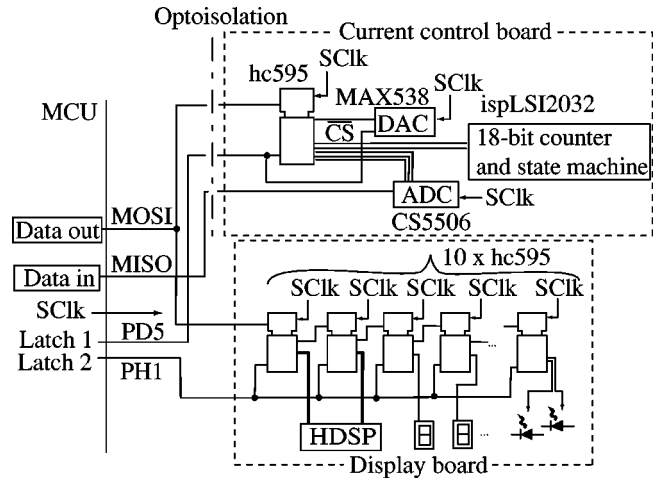 Optoisolation
Current control board
SClk
hc595
MAX538
SClk
ispLSI2032
MCU
CS
DAC
18-bit counter
and state machine
ADC
SClk
CS5506
MOSI
Data out
MISO
Data in
10 x hc595
SClk
SClk
SClk
SClk
SClk
SClk
Latch 1
PD5
Latch 2
PH1
...
HDSP
...
Display board